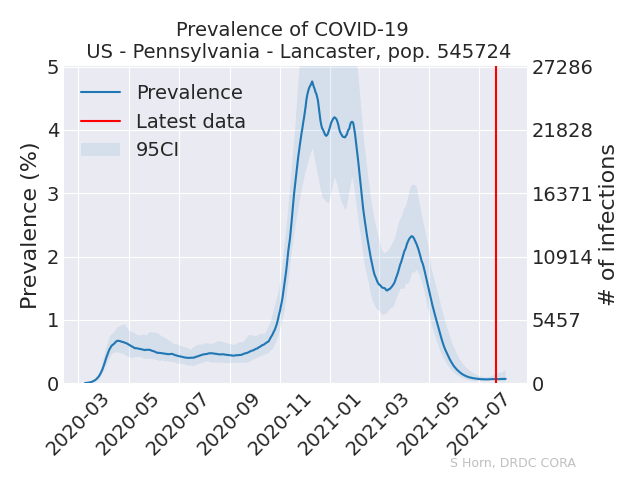 Prevalence of COVID-19
US - Pennsylvania - Lancaster, pop. 545724
Prevalence (%)
5
4
3
2
1
0
Prevalence
Latest data
95CI
27286
21828
16371
10914
5457
0
# of infections
2020-03
2020-05
2020-07
2020-09
2020-11
2021-01
2021-03
2021-05
2021-07
S Horn, DRDC CORA